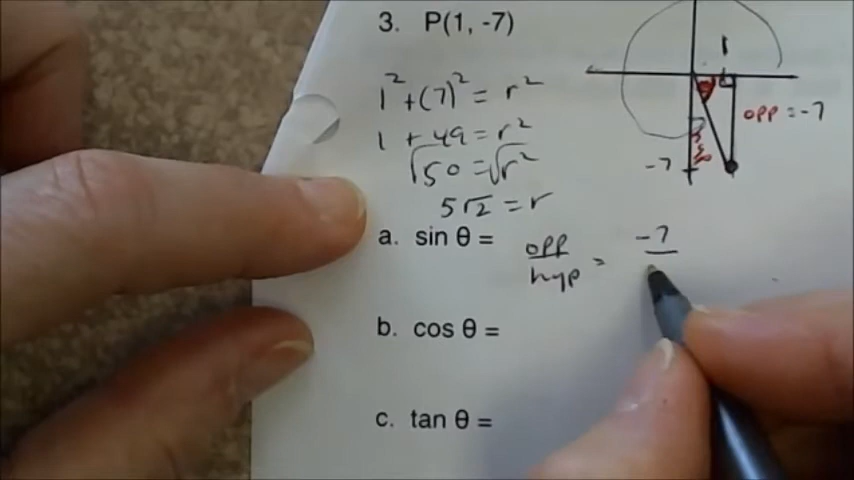 3. P(1, -7)
1² + (7)² = r²
1 + 49 = r²
√50 = √r²
5√2 = r
1
opp = -7
-7
a. sin θ = opp/hyp = -7
b. cos θ =
c. tan θ =